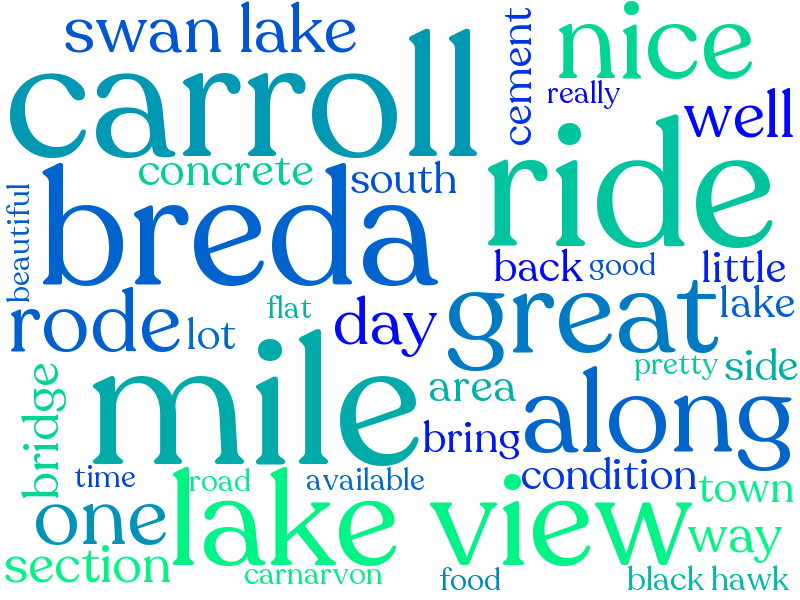 swan lake
nice
cement
carroll
really
well
ride
concrete
south
beautiful
breda
back
good
little
great
lake
rode
lot
flat
day
pretty
side
bridge
mile
area
along
bring
time
road
available
condition
town
one
lake view
way
section
carnarvon
food
black hawk